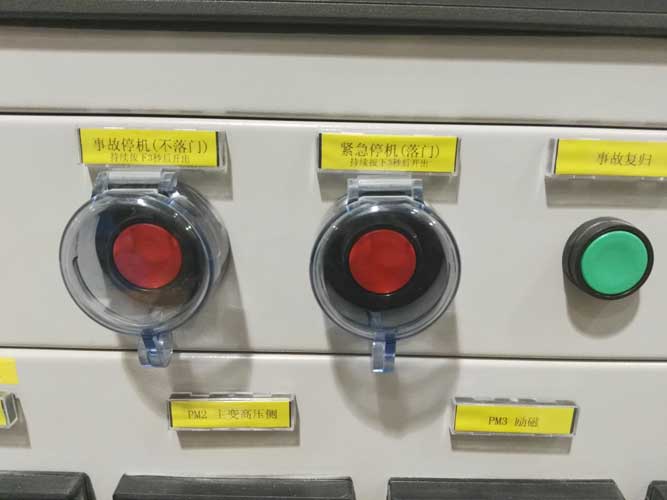 事故停机(不落门)
持续按下3秒后开出
紧急停机(落门)
持续按下3秒后开出
事故复归
PM2 主变高压侧
PM3 励磁